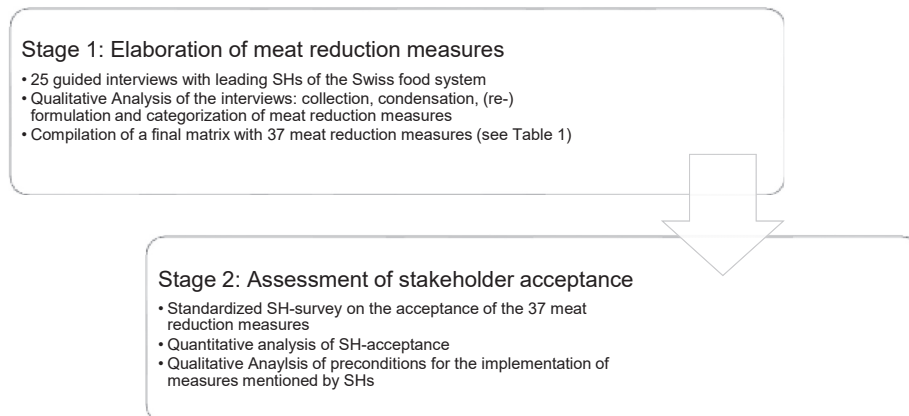 Stage 1: Elaboration of meat reduction measures
• 25 guided interviews with leading SHs of the Swiss food system
• Qualitative Analysis of the interviews: collection, condensation, (re-)
formulation and categorization of meat reduction measures
• Compilation of a final matrix with 37 meat reduction measures (see Table 1)
Stage 2: Assessment of stakeholder acceptance
• Standardized SH-survey on the acceptance of the 37 meat
reduction measures
• Quantitative analysis of SH-acceptance
• Qualitative Anaylsis of preconditions for the implementation of
measures mentioned by SHs